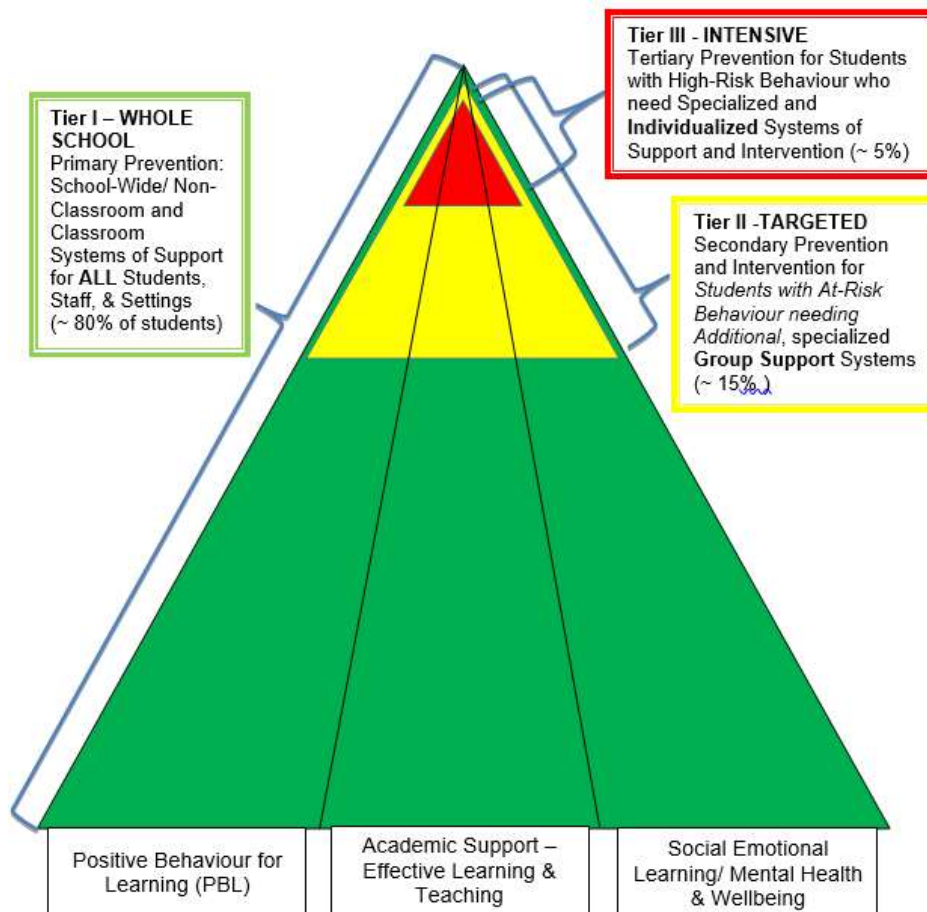 Tier I – WHOLE
SCHOOL
Primary Prevention:
School-Wide/ Non-
Classroom and
Classroom
Systems of Support
for ALL Students,
Staff, & Settings
(~ 80% of students)
Tier III - INTENSIVE
Tertiary Prevention for Students
with High-Risk Behaviour who
need Specialized and
Individualized Systems of
Support and Intervention (~ 5%)
Tier II -TARGETED
Secondary Prevention
and Intervention for
Students with At-Risk
Behaviour needing
Additional, specialized
Group Support Systems
(~ 15% )
Positive Behaviour for
Learning (PBL)
Academic Support –
Effective Learning &
Teaching
Social Emotional
Learning/ Mental Health
& Wellbeing